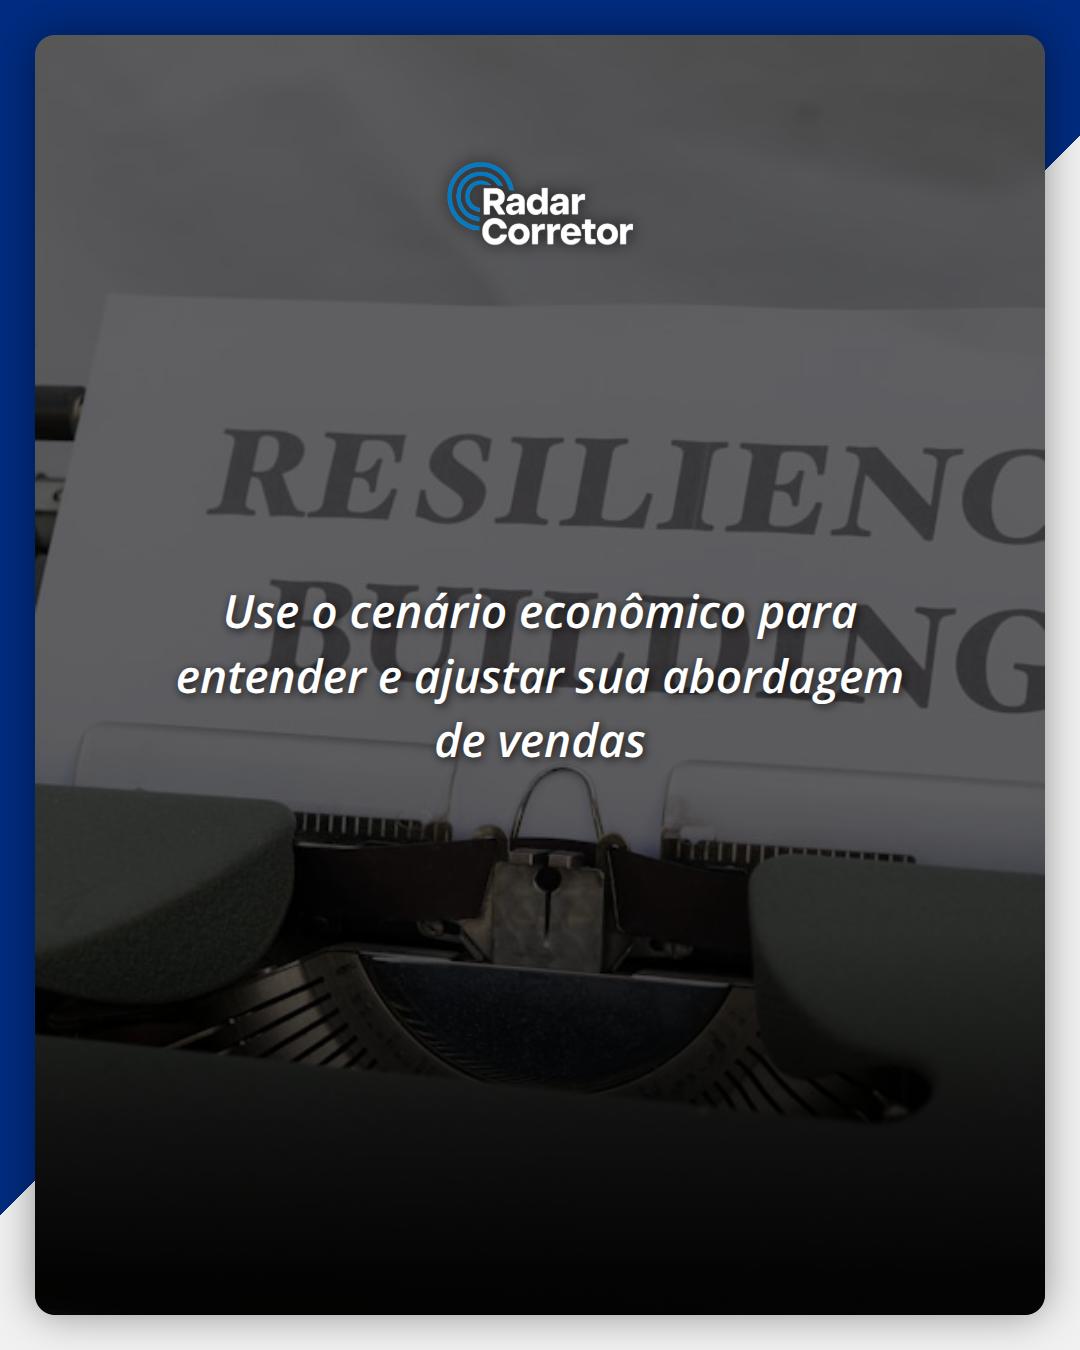 Radar
Corretor
RESILIENC
BUILDING
Use o cenário econômico para
entender e ajustar sua abordagem
de vendas